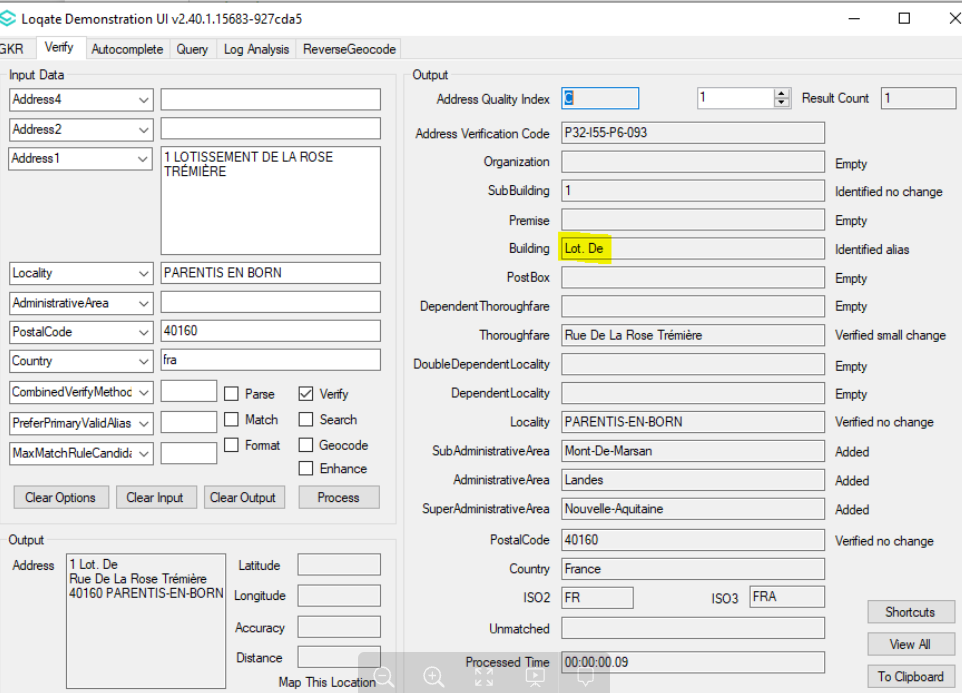 Loqate Demonstration UI v2.40.1.15683-927cda5
GKR Verify Autocomplete Query Log Analysis ReverseGeocode
Input Data
Address4
Address2
Address1 1 LOTISSEMENT DE LA ROSE
TRÉMIÈRE
Locality PARENTIS EN BORN
AdministrativeArea
PostalCode 40160
Country fra
CombinedVerifyMethoc Parse Verify
PreferPrimaryValidAlias Match Search
MaxMatchRuleCandida Format Geocode
Enhance
Clear Options Clear Input Clear Output Process
Output
Address 1 Lot. De
Rue De La Rose Trémière
40160 PARENTIS-EN-BORN
Latitude
Longitude
Accuracy
Distance
Map This Location
Output
Address Quality Index C 1 Result Count 1
Address Verification Code P32-I55-P6-093
Organization Empty
SubBuilding 1 Identified no change
Premise Empty
Building Lot. De Identified alias
PostBox Empty
DependentThoroughfare Empty
Thoroughfare Rue De La Rose Trémière Verified small change
DoubleDependentLocality Empty
DependentLocality Empty
Locality PARENTIS-EN-BORN Verified no change
SubAdministrativeArea Mont-De-Marsan Added
AdministrativeArea Landes Added
SuperAdministrativeArea Nouvelle-Aquitaine Added
PostalCode 40160 Verified no change
Country France
ISO2 FR ISO3 FRA
Unmatched
Processed Time 00:00:00.09
Shortcuts
View All
To Clipboard